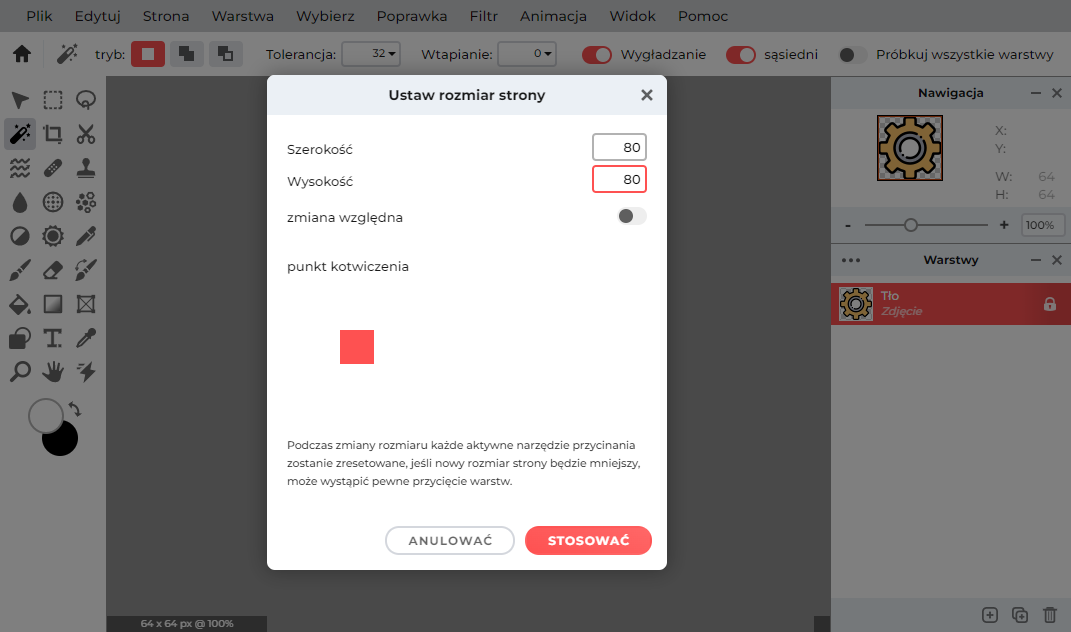 Plik Edytuj Strona Warstwa Wybierz Poprawka Filtr Animacja Widok Pomoc
tryb: Tolerancja: 32 Wtapianie: 0 Wygładzanie sąsiedni Próbkuj wszystkie warstwy
Ustaw rozmiar strony
Szerokość 80
Wysokość 80
zmiana względna
punkt kotwiczenia
Podczas zmiany rozmiaru każde aktywne narzędzie przycinania
zostanie zresetowane, jeśli nowy rozmiar strony będzie mniejszy,
może wystąpić pewne przycięcie warstw.
ANULOWAĆ STOSOWAĆ
Nawigacja
X:
Y:
W: 64
H: 64
- + 100%
Warstwy
Tło
Zdjęcie
64 x 64 px @ 100%